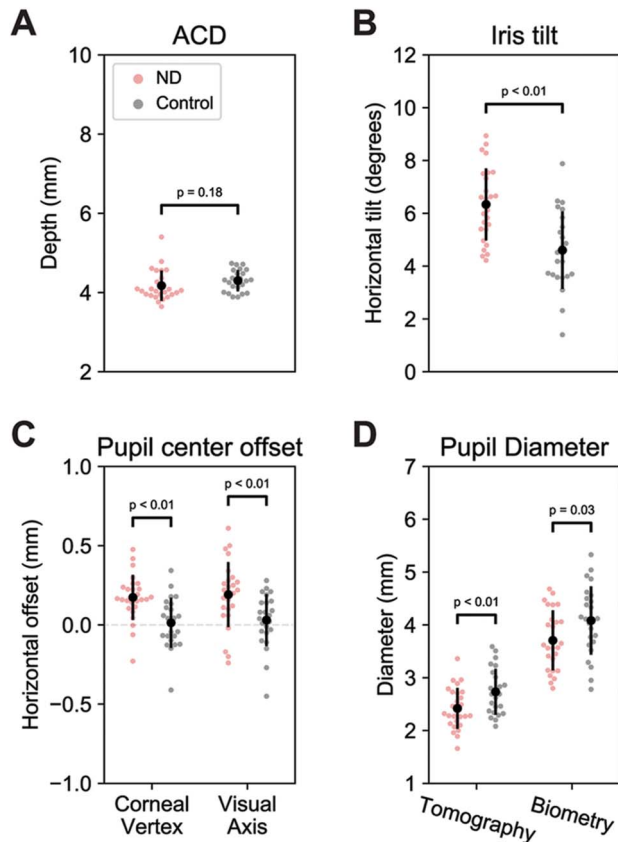 A
ACD
10
8
6
4
2
Depth (mm)
ND
Control
p = 0.18
B
Iris tilt
12
10
8
6
4
2
0
Horizontal tilt (degrees)
p < 0.01
C
Pupil center offset
1.0
0.5
0.0
−0.5
−1.0
Horizontal offset (mm)
p < 0.01
p < 0.01
Corneal
Vertex
Visual
Axis
D
Pupil Diameter
7
6
5
4
3
2
1
Diameter (mm)
p < 0.01
p = 0.03
Tomography
Biometry